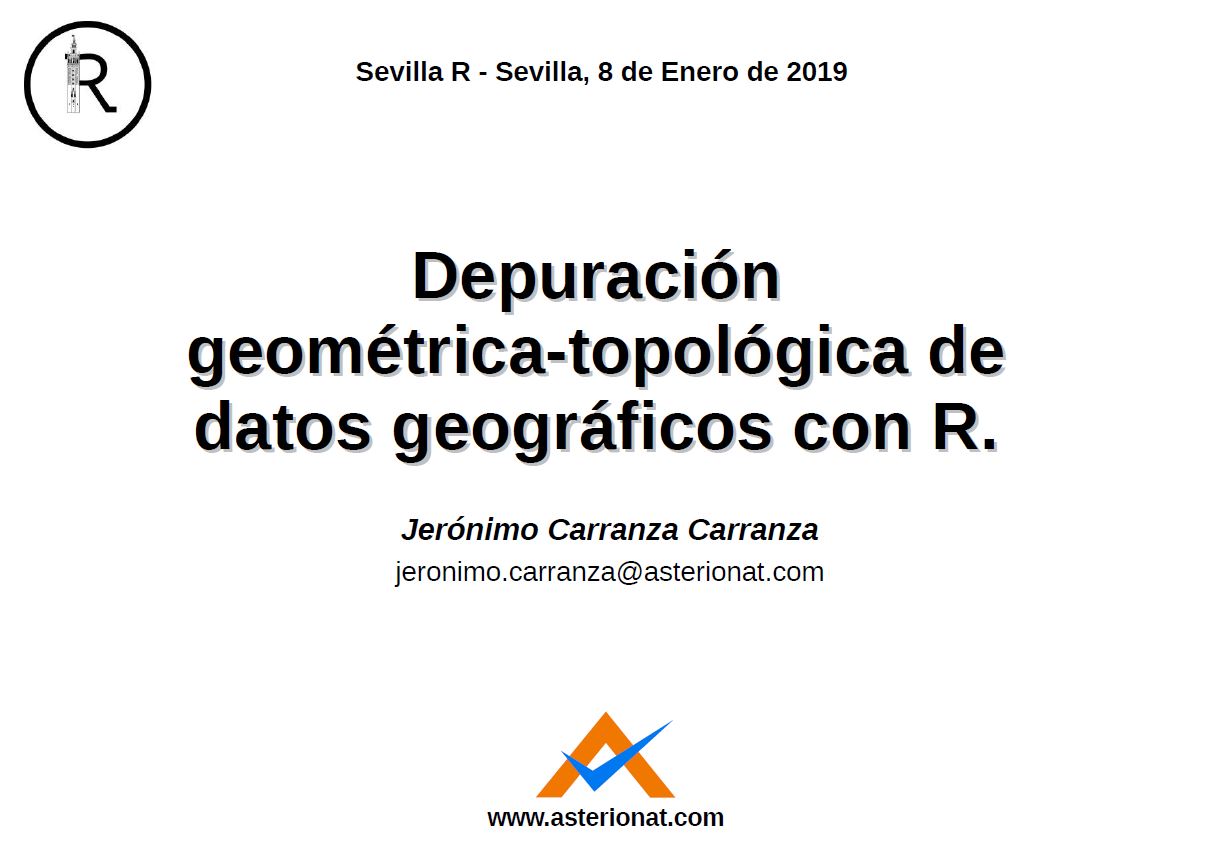 R
Sevilla R - Sevilla, 8 de Enero de 2019
Depuración
geométrica-topológica de
datos geográficos con R.
Jerónimo Carranza Carranza
jeronimo.carranza@asterionat.com
www.asterionat.com